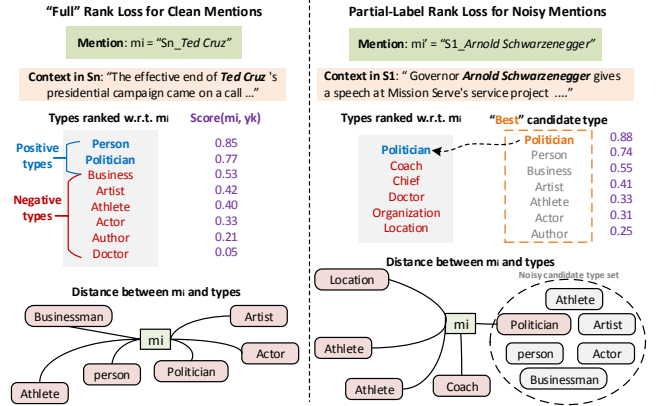 “Full” Rank Loss for Clean Mentions
Mention: mi = “Sn_Ted Cruz”
Context in Sn: “The effective end of Ted Cruz 's
presidential campaign came on a call ...”
Types ranked w.r.t. mi
Score(mi, yk)
Positive
types
Negative
types
Person 0.85
Politician 0.77
Business 0.53
Artist 0.42
Athlete 0.40
Actor 0.33
Author 0.21
Doctor 0.05
Distance between mi and types
Businessman
Artist
mi
Actor
person
Politician
Athlete
Partial-Label Rank Loss for Noisy Mentions
Mention: mi’ = “S1_Arnold Schwarzenegger”
Context in S1: “ Governor Arnold Schwarzenegger gives
a speech at Mission Serve's service project ....”
Types ranked w.r.t. mi
Politician
Coach
Chief
Doctor
Organization
Location
“Best” candidate type
Politician 0.88
Person 0.74
Business 0.55
Artist 0.41
Athlete 0.33
Actor 0.31
Author 0.25
Distance between mi and types
Noisy candidate type set
Location
Athlete
mi
Politician
Artist
Athlete
person
Actor
Athlete
Coach
Businessman